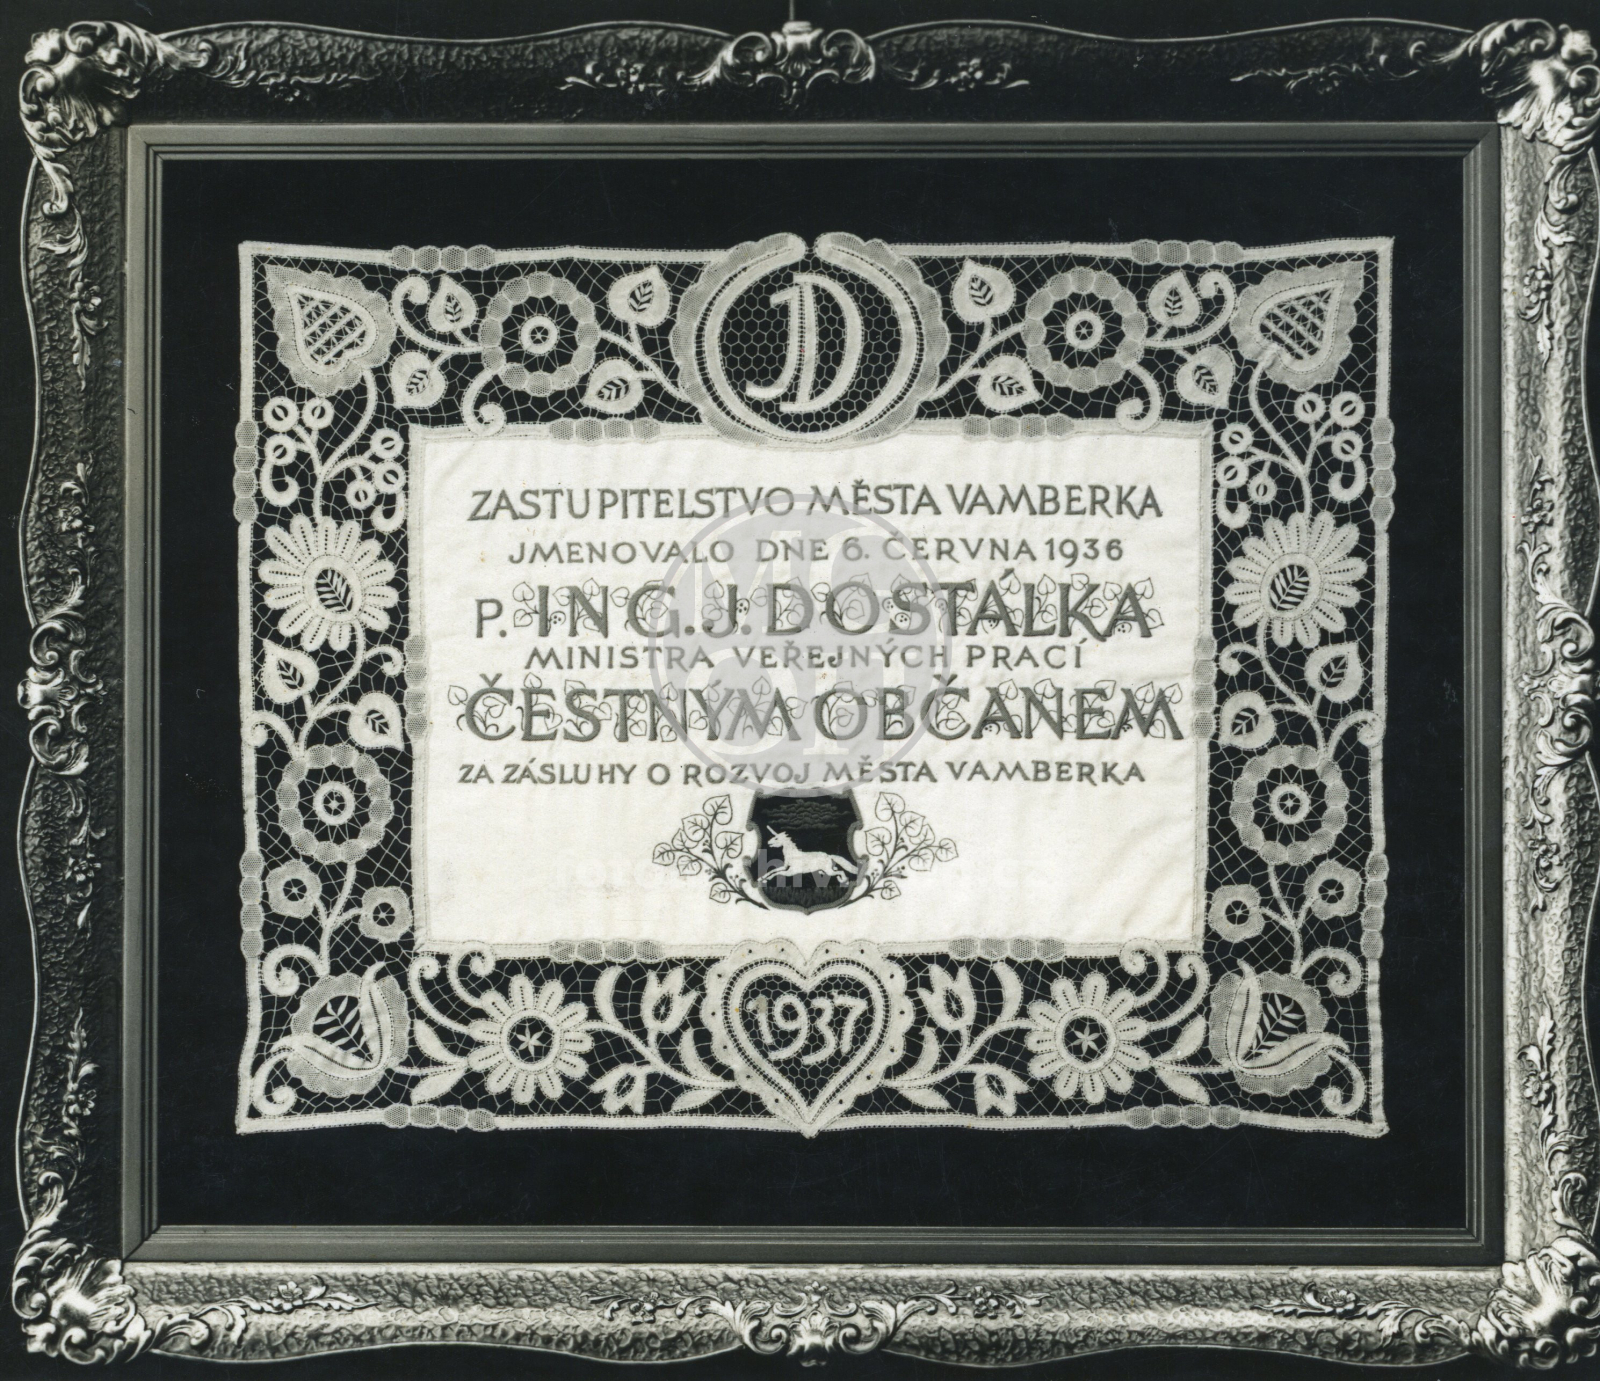 JD
ZASTUPITELSTVO MĚSTA VAMBERKA
JMENOVALO DNE 6. ČERVNA 1936
P. ING. J. DOSTÁLKA
MINISTRA VEŘEJNÝCH PRACÍ
ČESTNÝM OBČANEM
ZA ZÁSLUHY O ROZVOJ MĚSTA VAMBERKA
1937